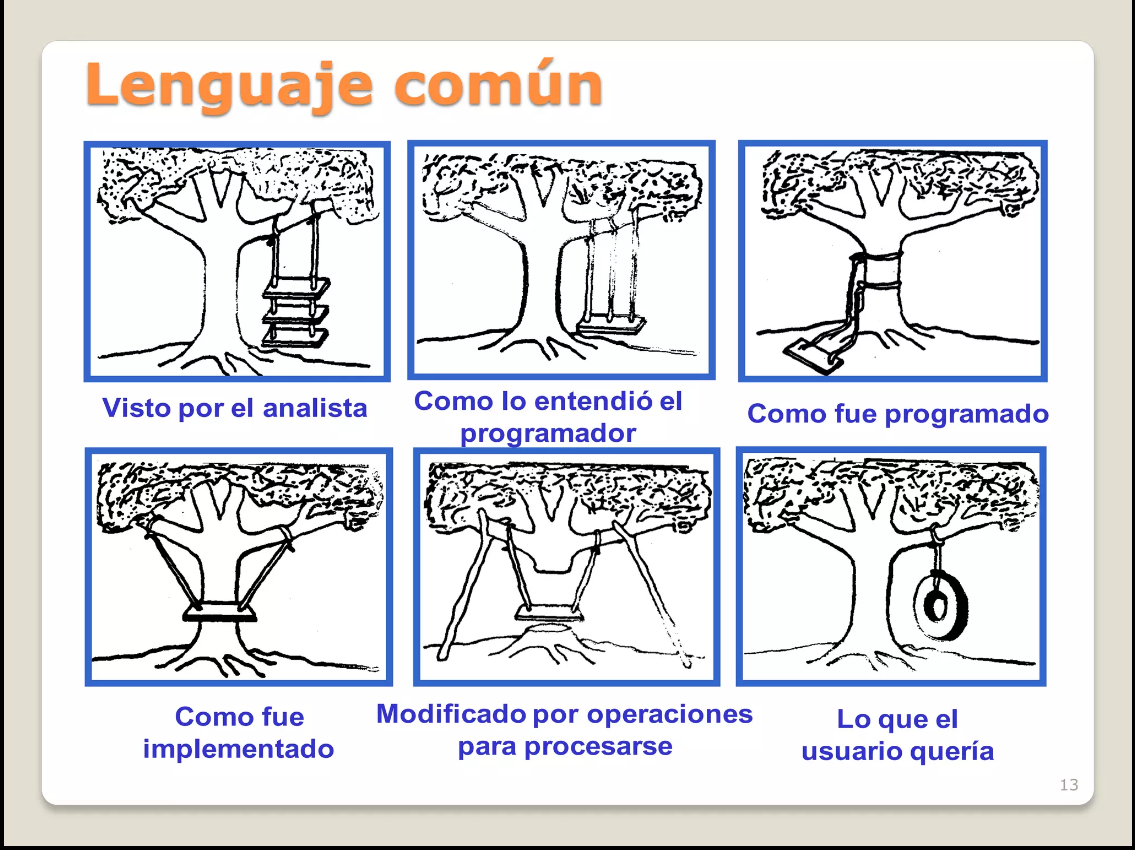 Lenguaje común
Visto por el analista
Como lo entendió el
programador
Como fue programado
Como fue
implementado
Modificado por operaciones
para procesarse
Lo que el
usuario quería
13